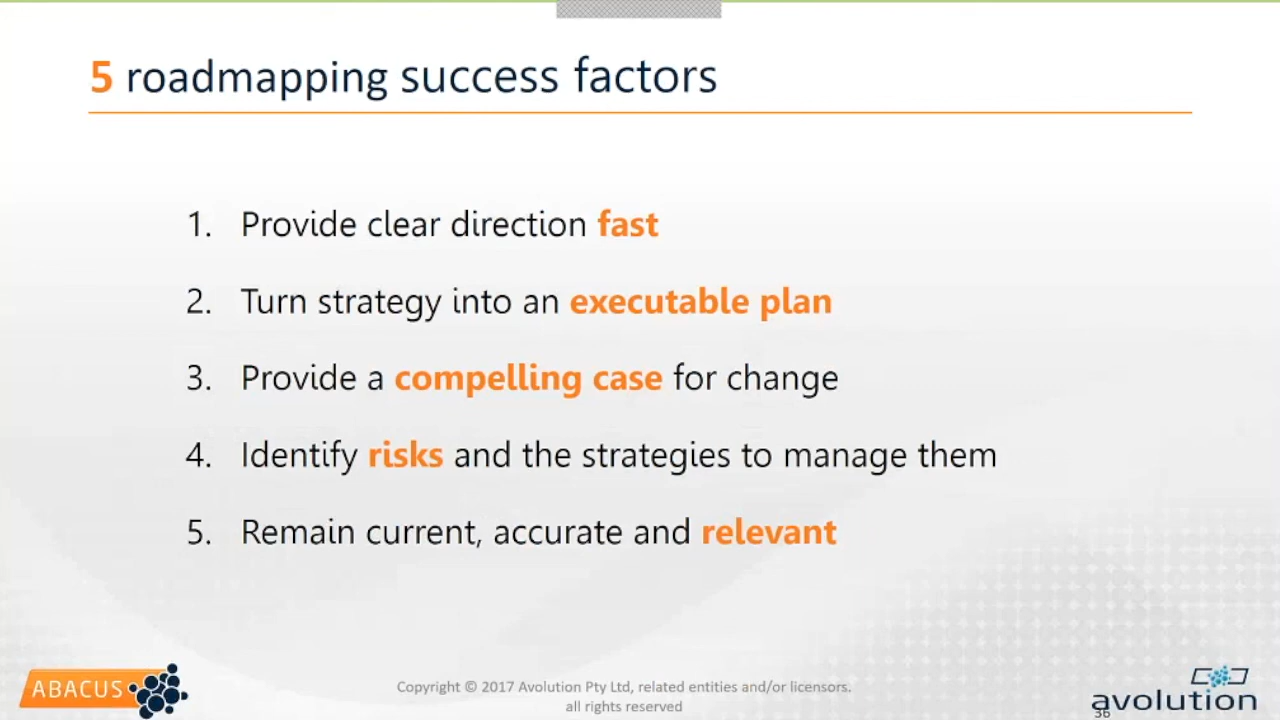 5 roadmapping success factors
1. Provide clear direction fast
2. Turn strategy into an executable plan
3. Provide a compelling case for change
4. Identify risks and the strategies to manage them
5. Remain current, accurate and relevant
ABACUS
Copyright © 2017 Avolution Pty Ltd, related entities and/or licensors.
all rights reserved
avolution
36